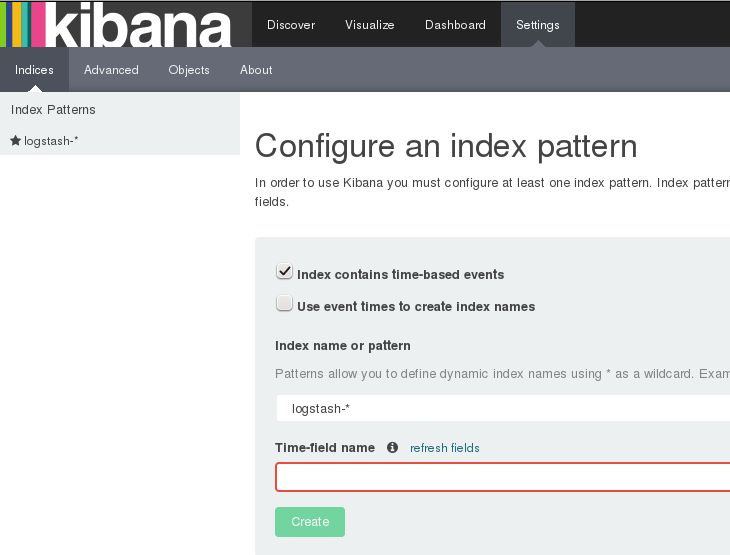 kibana
Discover
Visualize
Dashboard
Settings
Indices
Advanced
Objects
About
Index Patterns
logstash-*
Configure an index pattern
In order to use Kibana you must configure at least one index pattern. Index
fields.
Index contains time-based events
Use event times to create index names
Index name or pattern
Patterns allow you to define dynamic index names using * as a wildcard.
logstash-*
Time-field name
refresh fields
Create